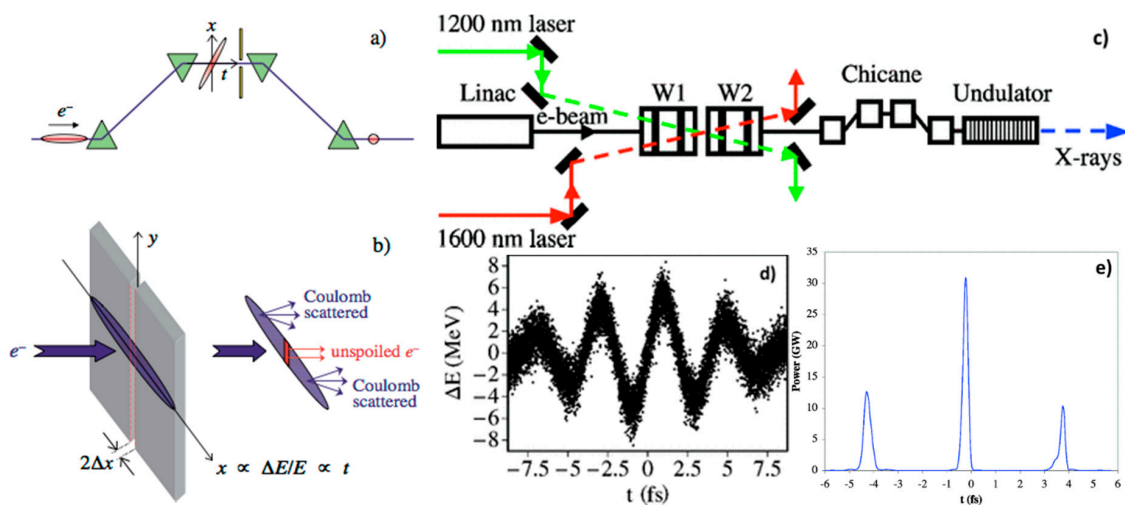 a)
x
t
e⁻
b)
y
Coulomb
scattered
e⁻
unspoiled e⁻
Coulomb
scattered
2Δx
x ∝ ΔE/E ∝ t
1200 nm laser
c)
Linac
W1 W2
Chicane
Undulator
e-beam
X-rays
1600 nm laser
d)
ΔE (MeV)
8
6
4
2
0
−2
−4
−6
−8
−7.5 −5 −2.5 0 2.5 5 7.5
t (fs)
e)
Power (GW)
35
30
25
20
15
10
5
0
-6 -5 -4 -3 -2 -1 0 1 2 3 4 5 6
t (fs)